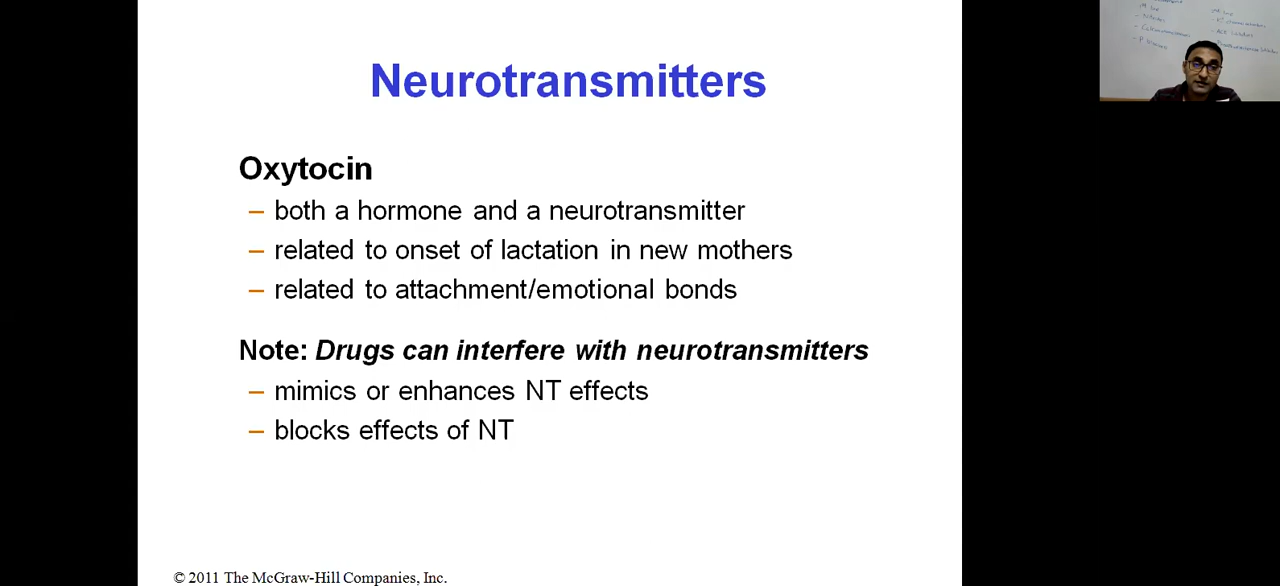 Neurotransmitters
Oxytocin
– both a hormone and a neurotransmitter
– related to onset of lactation in new mothers
– related to attachment/emotional bonds
Note: Drugs can interfere with neurotransmitters
– mimics or enhances NT effects
– blocks effects of NT
© 2011 The McGraw-Hill Companies, Inc.